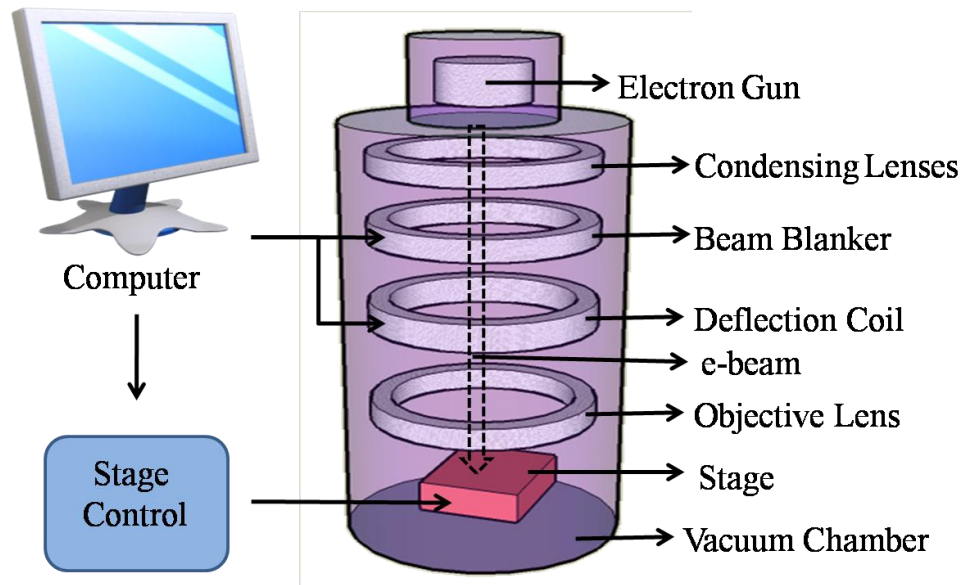 Electron Gun
Condensing Lenses
Beam Blanker
Computer
Deflection Coil
e-beam
Objective Lens
Stage
Control
Stage
Vacuum Chamber